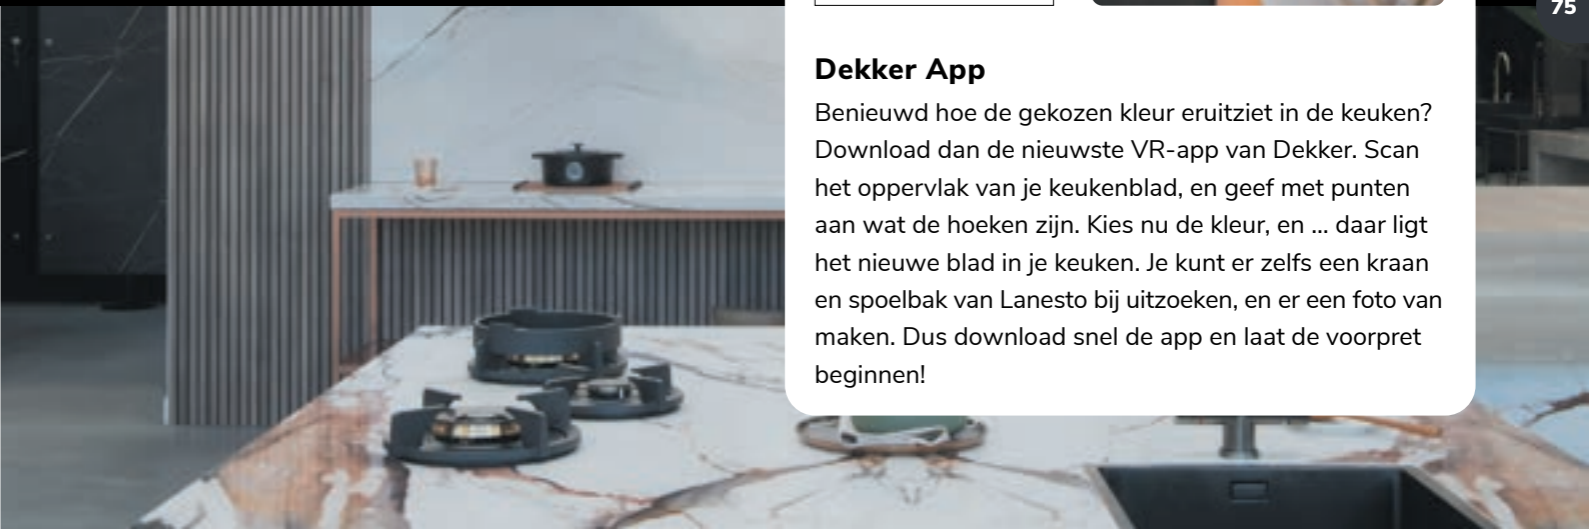 75
Dekker App
Benieuwd hoe de gekozen kleur eruitziet in de keuken?
Download dan de nieuwste VR-app van Dekker. Scan
het oppervlak van je keukenblad, en geef met punten
aan wat de hoeken zijn. Kies nu de kleur, en ... daar ligt
het nieuwe blad in je keuken. Je kunt er zelfs een kraan
en spoelbak van Lanesto bij uitzoeken, en er een foto van
maken. Dus download snel de app en laat de voorpret
beginnen!